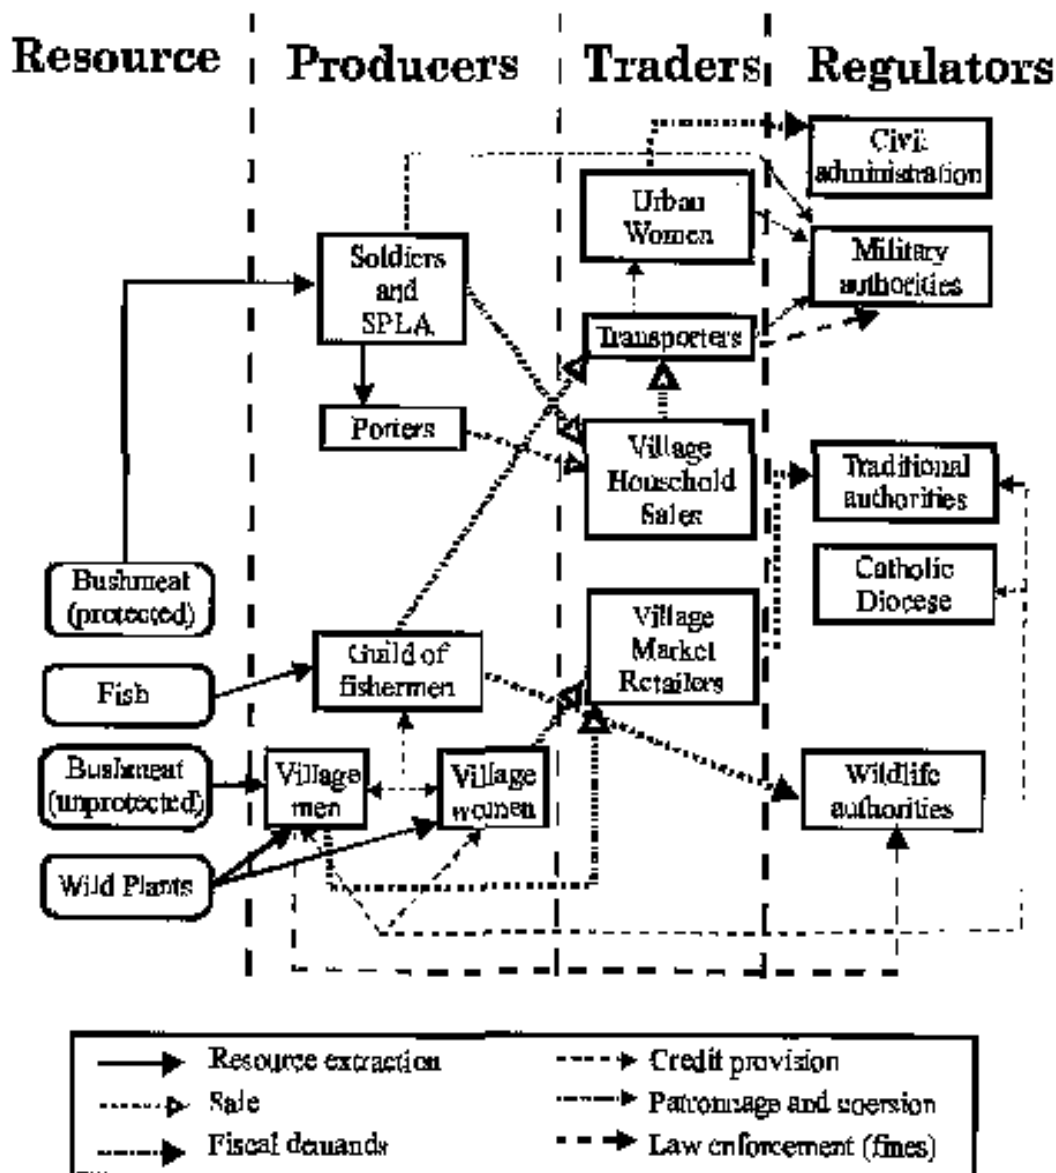 Resource
Producers
Traders
Regulators
Civil
administration
Urban
Women
Military
authorities
Soldiers
and
SPLA
Transporters
Porters
Village
Household
Sales
Traditional
authorities
Catholic
Diocese
Bushmeat
(protected)
Village
Market
Retailers
Guild of
fishermen
Fish
Bushmeat
(unprotected)
Village
men
Village
women
Wildlife
authorities
Wild Plants
Resource extraction
Credit provision
Sale
Patronnage and coersion
Fiscal demands
Law enforcement (fines)